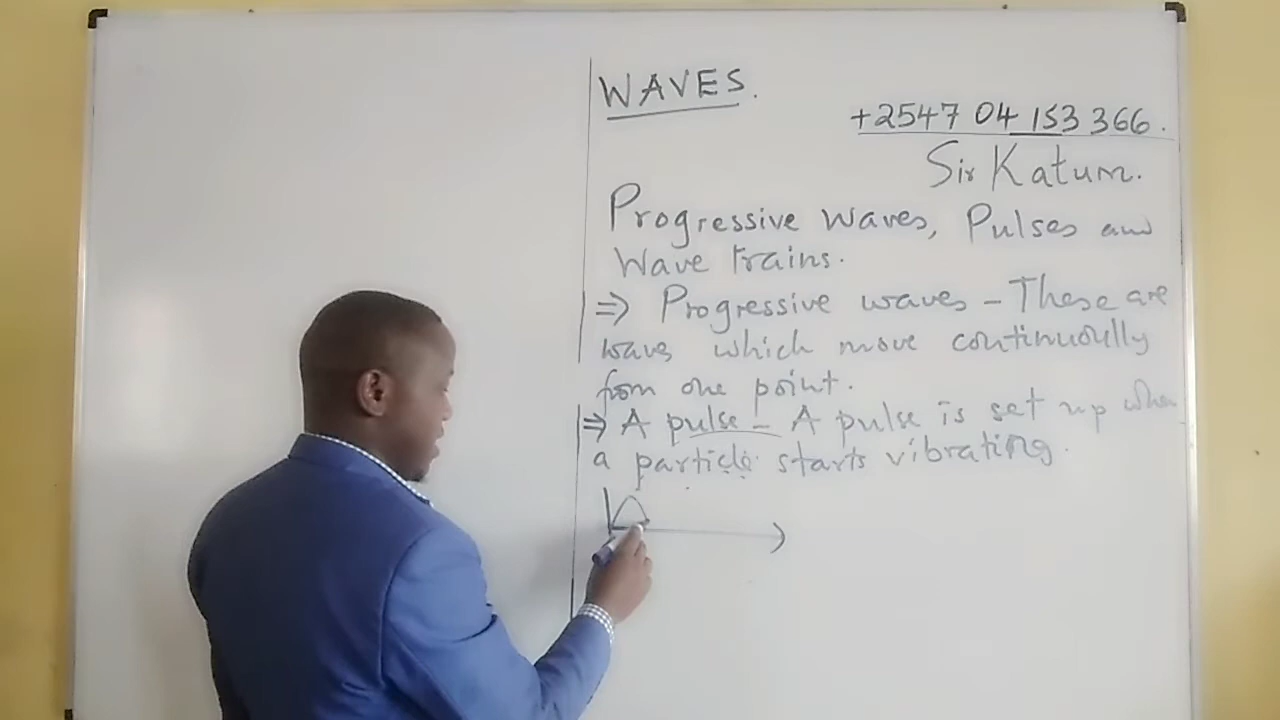 WAVES.
+2547 04 153 366.
Sir Katum.
Progressive waves, Pulses and
wave trains.
⇒ Progressive waves - These are
waves which move continuoully
from one point.
⇒ A pulse - A pulse is set up when
a particle starts vibrating.